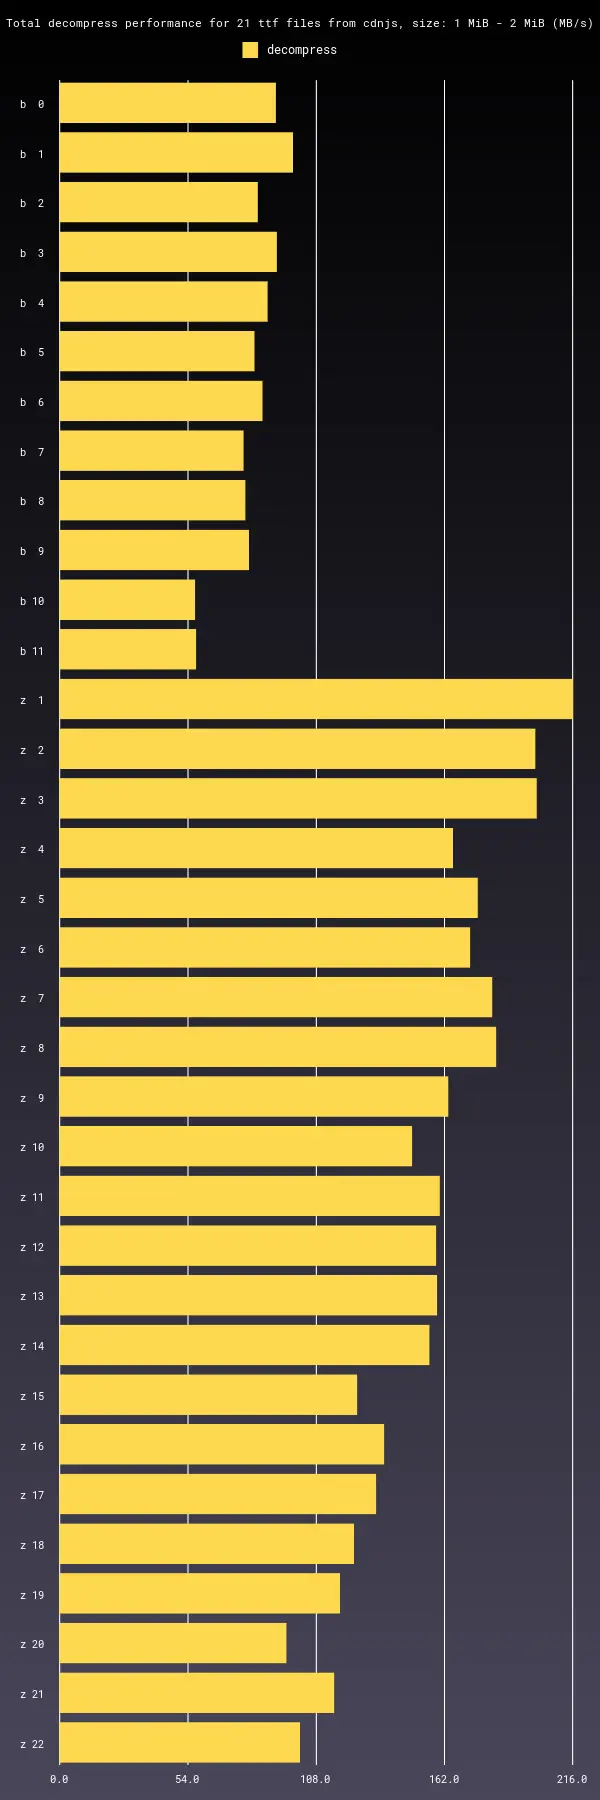 Total decompress performance for 21 ttf files from cdnjs, size: 1 MiB - 2 MiB (MB/s)
decompress
b 0
b 1
b 2
b 3
b 4
b 5
b 6
b 7
b 8
b 9
b 10
b 11
z 1
z 2
z 3
z 4
z 5
z 6
z 7
z 8
z 9
z 10
z 11
z 12
z 13
z 14
z 15
z 16
z 17
z 18
z 19
z 20
z 21
z 22
0.0 54.0 108.0 162.0 216.0